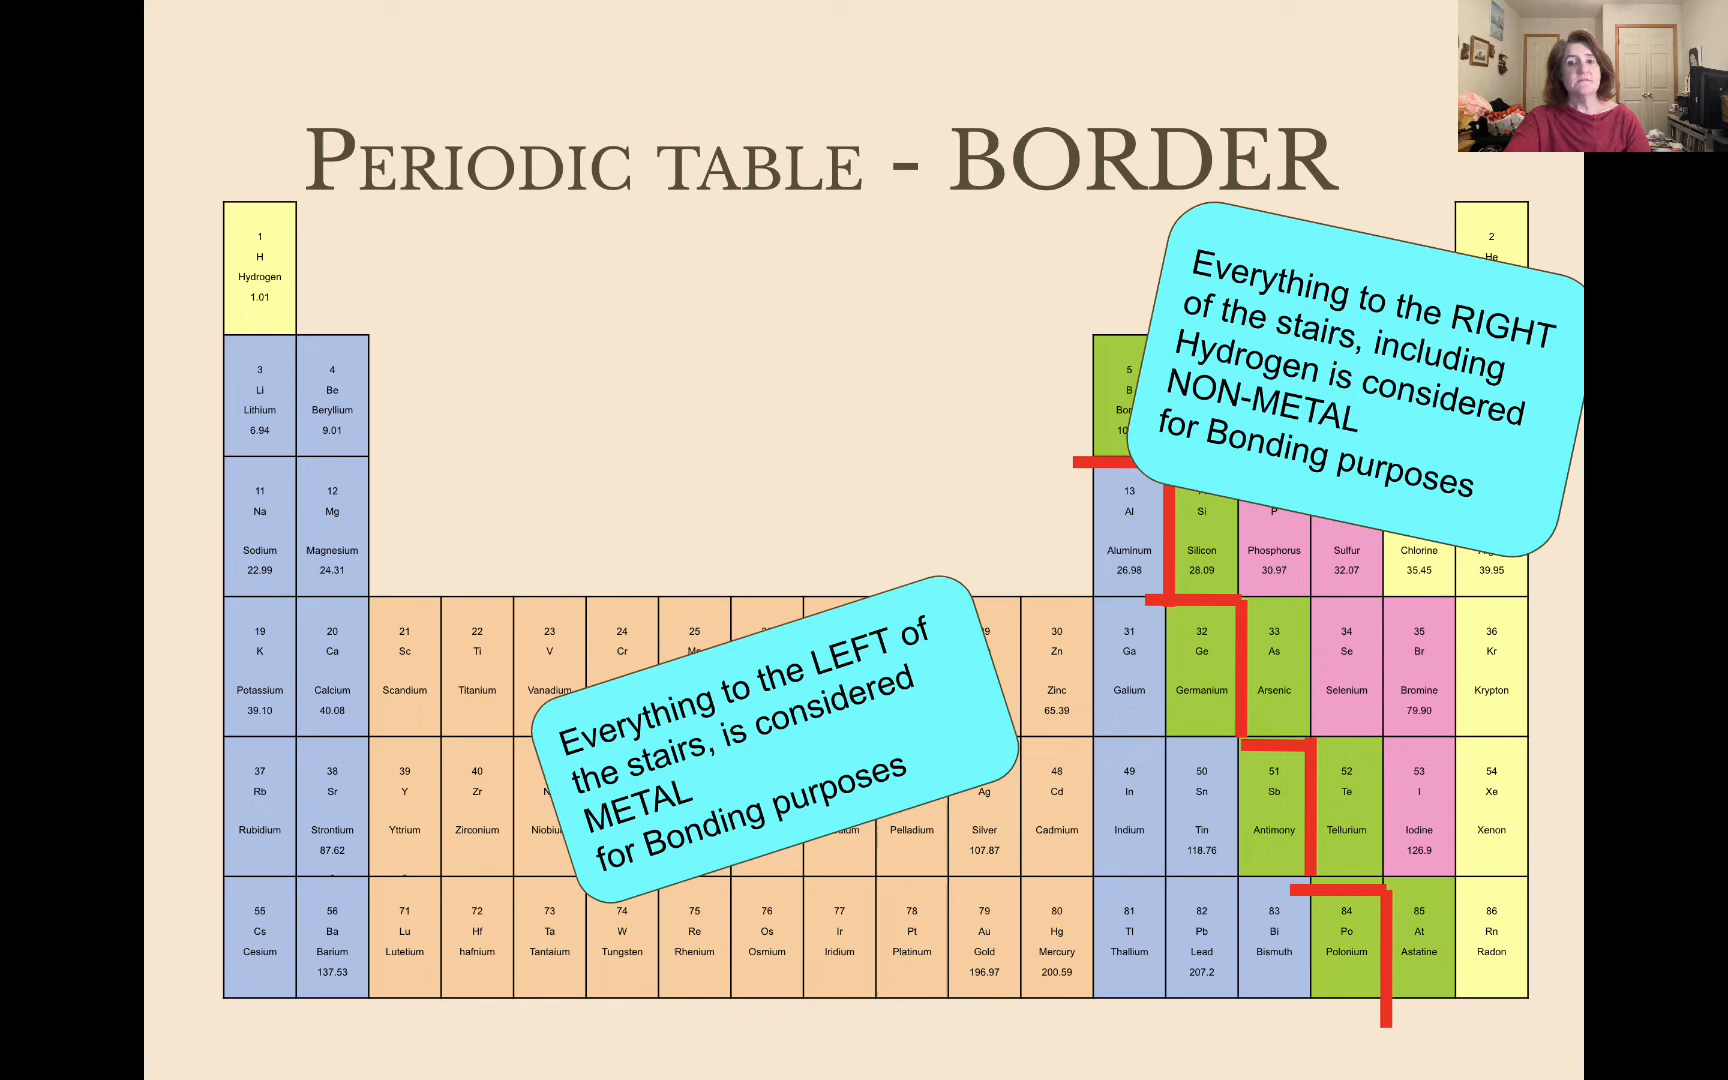 Periodic table - BORDER
1
H
Hydrogen
1.01
2
He
Everything to the RIGHT
of the stairs, including
Hydrogen is considered
NON-METAL
for Bonding purposes
3
Li
Lithium
6.94
4
Be
Beryllium
9.01
5
B
11
Na
Sodium
22.99
12
Mg
Magnesium
24.31
13
Al
Aluminum
26.98
Si
Silicon
28.09
P
Phosphorus
30.97
Sulfur
32.07
Chlorine
35.45
39.95
19
K
Potassium
39.10
20
Ca
Calcium
40.08
21
Sc
Scandium
22
Ti
Titanium
23
V
Vanadium
24
Cr
25
Everything to the LEFT of
the stairs, is considered
METAL
for Bonding purposes
30
Zn
Zinc
65.39
31
Ga
Galium
32
Ge
Germanium
33
As
Arsenic
34
Se
Selenium
35
Br
Bromine
79.90
36
Kr
Krypton
37
Rb
Rubidium
38
Sr
Strontium
87.62
39
Y
Yttrium
40
Zr
Zirconium
Pelladium
Ag
Silver
107.87
48
Cd
Cadmium
49
In
Indium
50
Sn
Tin
118.76
51
Sb
Antimony
52
Te
Tellurium
53
I
Iodine
126.9
54
Xe
Xenon
55
Cs
Cesium
56
Ba
Barium
137.53
71
Lu
Lutetium
72
Hf
hafnium
73
Ta
Tantaium
74
W
Tungsten
75
Re
Rhenium
76
Os
Osmium
77
Ir
Iridium
78
Pt
Platinum
79
Au
Gold
196.97
80
Hg
Mercury
200.59
81
Tl
Thallium
82
Pb
Lead
207.2
83
Bi
Bismuth
84
Po
Polonium
85
At
Astatine
86
Rn
Radon